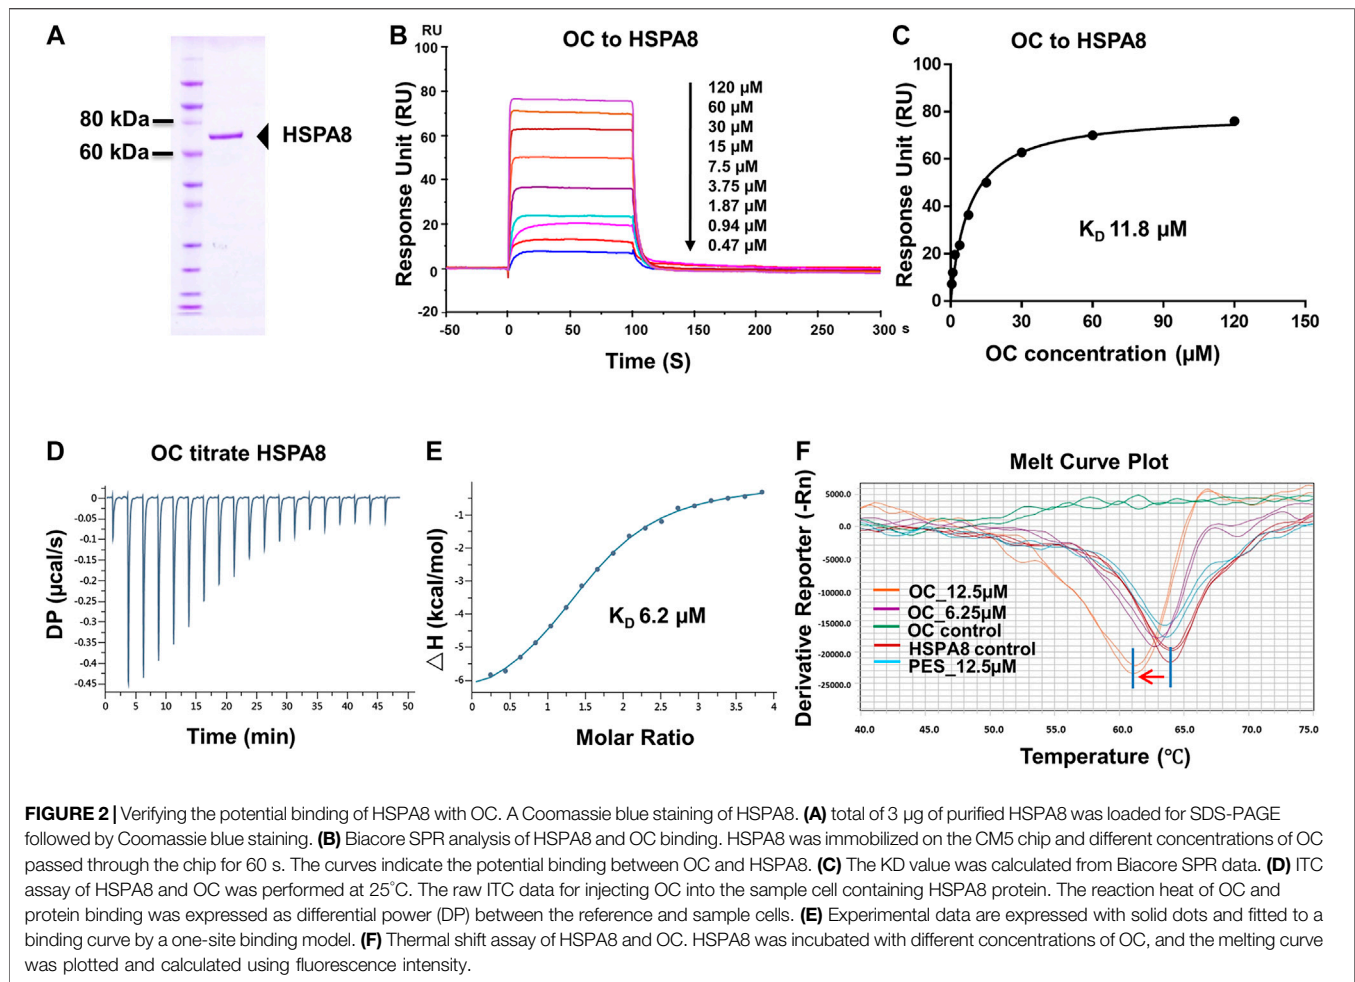 A
80 kDa
60 kDa
HSPA8
B
RU
OC to HSPA8
100
80
60
40
20
0
-20
Response Unit (RU)
120 µM
60 µM
30 µM
15 µM
7.5 µM
3.75 µM
1.87 µM
0.94 µM
0.47 µM
-50 0 50 100 150 200 250 300 s
Time (S)
C
OC to HSPA8
100
80
60
40
20
0
Response Unit (RU)
KD 11.8 µM
0 30 60 90 120 150
OC concentration (µM)
D
OC titrate HSPA8
0
-0.05
-0.1
-0.15
-0.2
-0.25
-0.3
-0.35
-0.4
-0.45
DP (µcal/s)
0 5 10 15 20 25 30 35 40 45 50
Time (min)
E
-1
-2
-3
-4
-5
-6
△H (kcal/mol)
KD 6.2 µM
0 0.5 1 1.5 2 2.5 3 3.5 4
Molar Ratio
F
Melt Curve Plot
5000.0
0.0
-5000.0
-10000.0
-15000.0
-20000.0
-25000.0
Derivative Reporter (-Rn)
OC_12.5µM
OC_6.25µM
OC control
HSPA8 control
PES_12.5µM
40.0 45.0 50.0 55.0 60.0 65.0 70.0 75.0
Temperature (℃)
FIGURE 2 | Verifying the potential binding of HSPA8 with OC. A Coomassie blue staining of HSPA8. (A) total of 3 µg of purified HSPA8 was loaded for SDS-PAGE
followed by Coomassie blue staining. (B) Biacore SPR analysis of HSPA8 and OC binding. HSPA8 was immobilized on the CM5 chip and different concentrations of OC
passed through the chip for 60 s. The curves indicate the potential binding between OC and HSPA8. (C) The KD value was calculated from Biacore SPR data. (D) ITC
assay of HSPA8 and OC was performed at 25°C. The raw ITC data for injecting OC into the sample cell containing HSPA8 protein. The reaction heat of OC and
protein binding was expressed as differential power (DP) between the reference and sample cells. (E) Experimental data are expressed with solid dots and fitted to a
binding curve by a one-site binding model. (F) Thermal shift assay of HSPA8 and OC. HSPA8 was incubated with different concentrations of OC, and the melting curve
was plotted and calculated using fluorescence intensity.